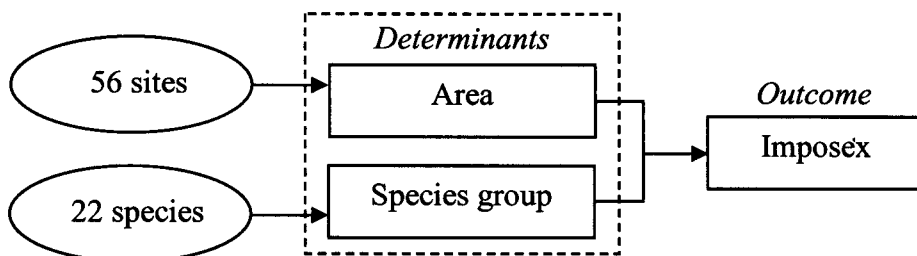 Determinants
56 sites
Area
Outcome
Imposex
22 species
Species group